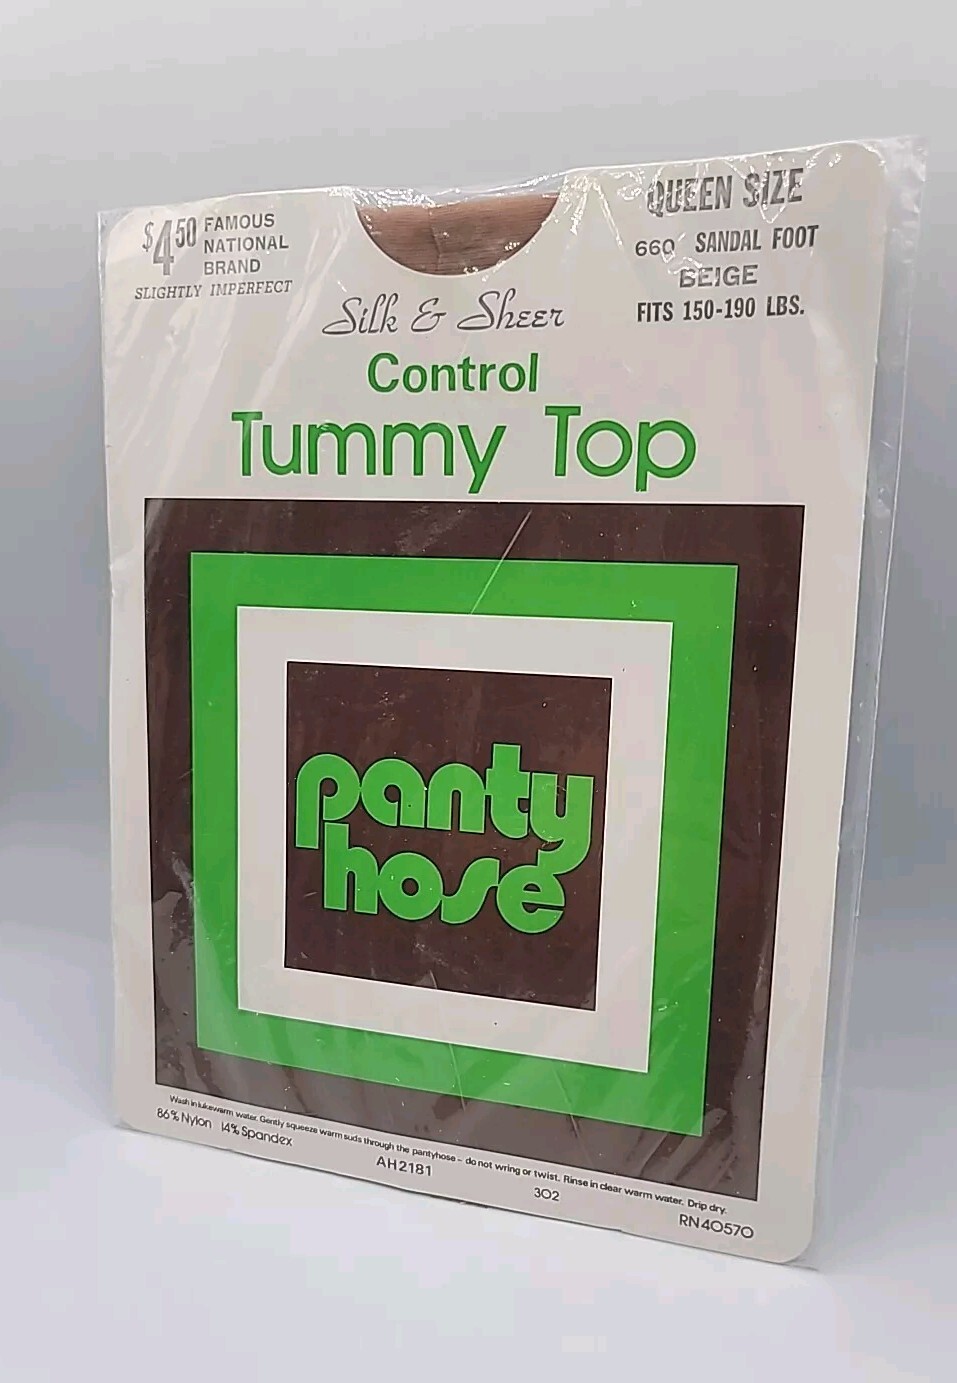 $4.50 FAMOUS
NATIONAL
BRAND
SLIGHTLY IMPERFECT
QUEEN SIZE
660 SANDAL FOOT
BEIGE
FITS 150-190 LBS.
Silk & Sheer
Control
Tummy Top
panty
hose
Wash in lukewarm water. Gently squeeze warm suds through the pantyhose – do not wring or twist. Rinse in clear warm water. Drip dry.
86% Nylon 14% Spandex
AH2181
302
RN40570